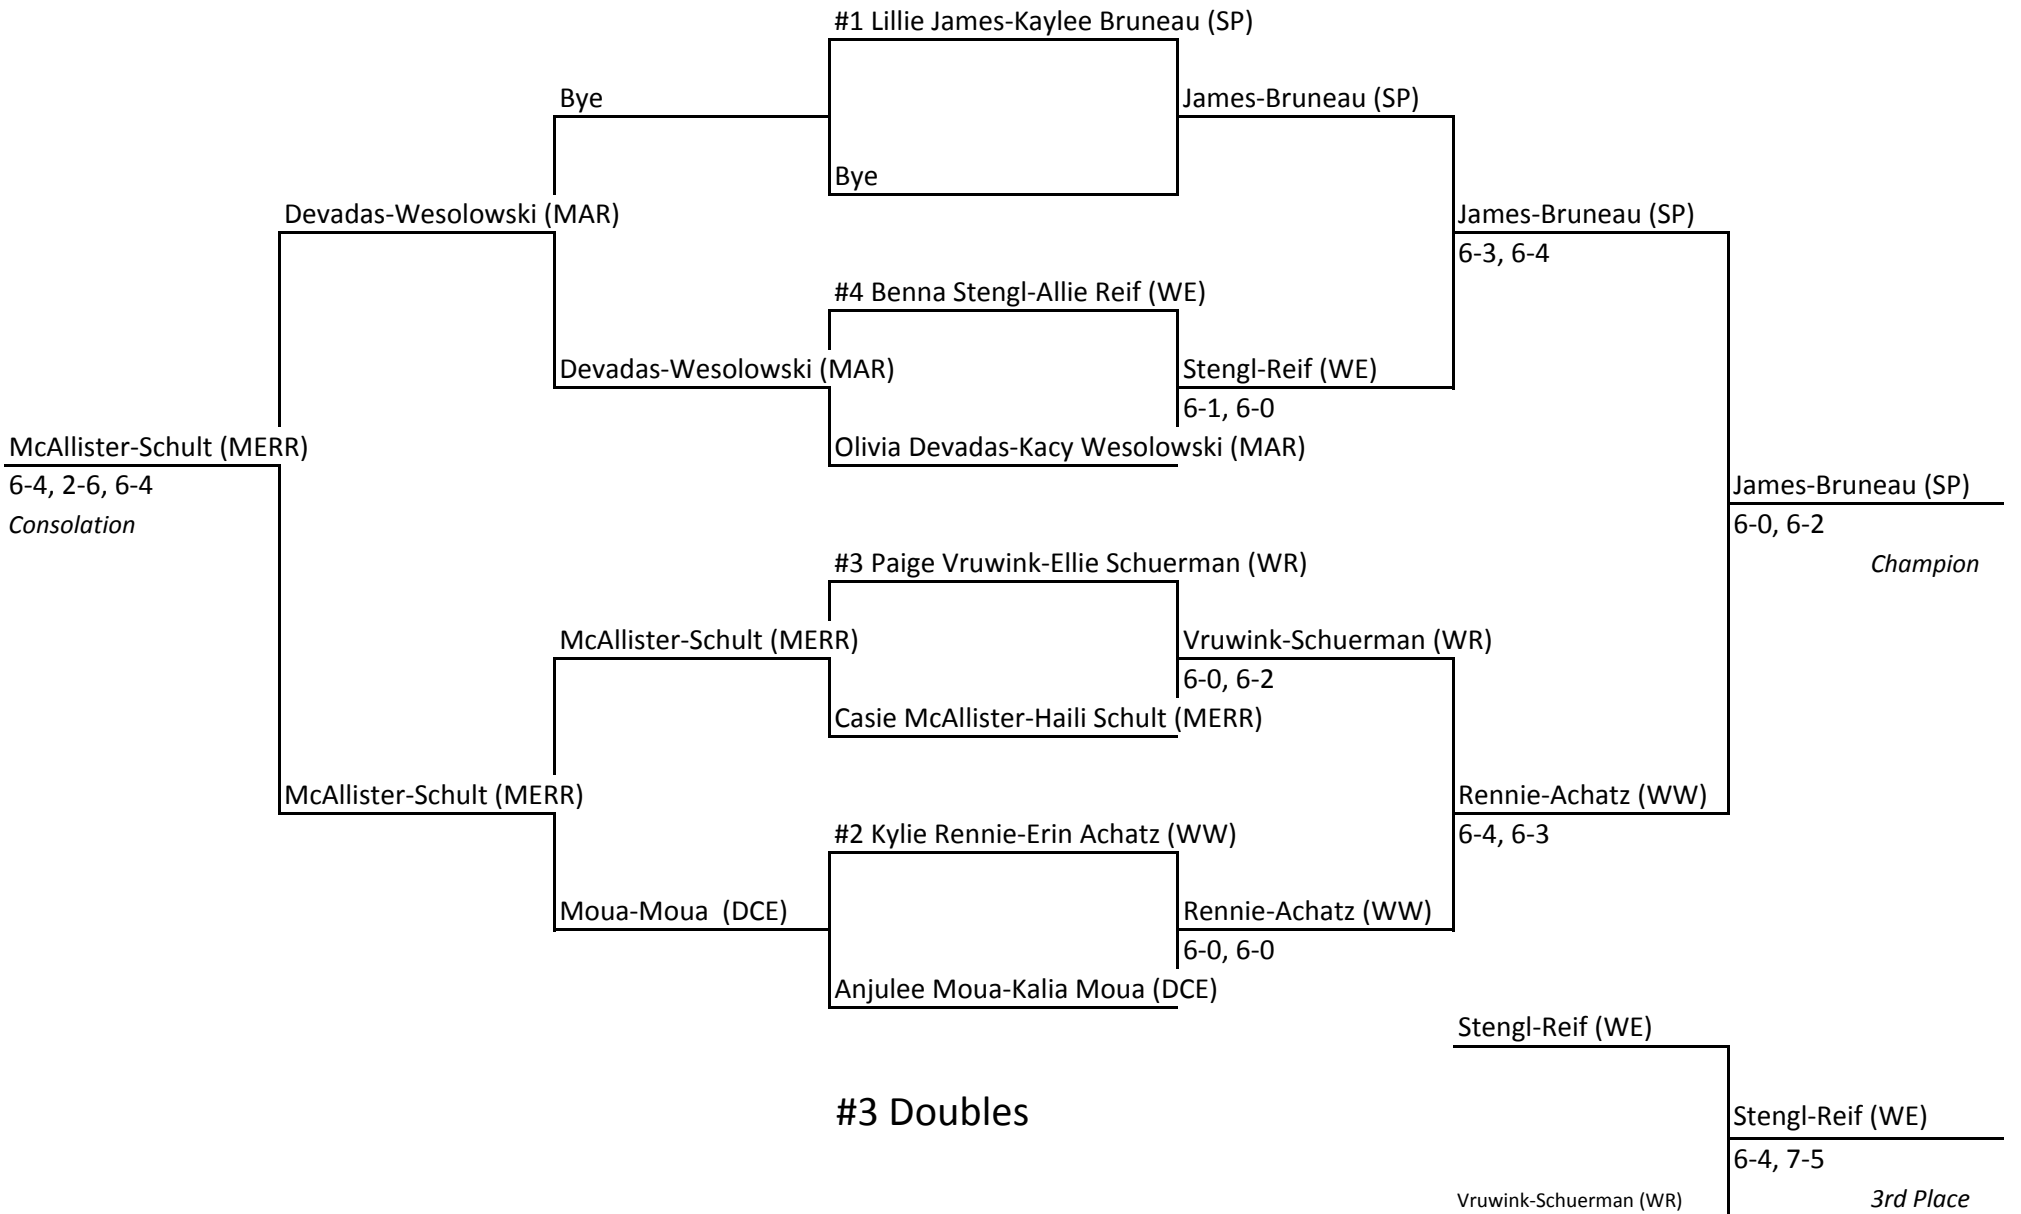 #1 Lillie James-Kaylee Bruneau (SP)
Bye
James-Bruneau (SP)
Bye
Devadas-Wesolowski (MAR)
James-Bruneau (SP)
6-3, 6-4
#4 Benna Stengl-Allie Reif (WE)
Devadas-Wesolowski (MAR)
Stengl-Reif (WE)
6-1, 6-0
McAllister-Schult (MERR)
Olivia Devadas-Kacy Wesolowski (MAR)
6-4, 2-6, 6-4
James-Bruneau (SP)
Consolation
6-0, 6-2
#3 Paige Vruwink-Ellie Schuerman (WR)
Champion
McAllister-Schult (MERR)
Vruwink-Schuerman (WR)
6-0, 6-2
Casie McAllister-Haili Schult (MERR)
McAllister-Schult (MERR)
Rennie-Achatz (WW)
#2 Kylie Rennie-Erin Achatz (WW)
6-4, 6-3
Moua-Moua  (DCE)
Rennie-Achatz (WW)
6-0, 6-0
Anjulee Moua-Kalia Moua (DCE)
Stengl-Reif (WE)
#3 Doubles
Stengl-Reif (WE)
6-4, 7-5
Vruwink-Schuerman (WR)
3rd Place